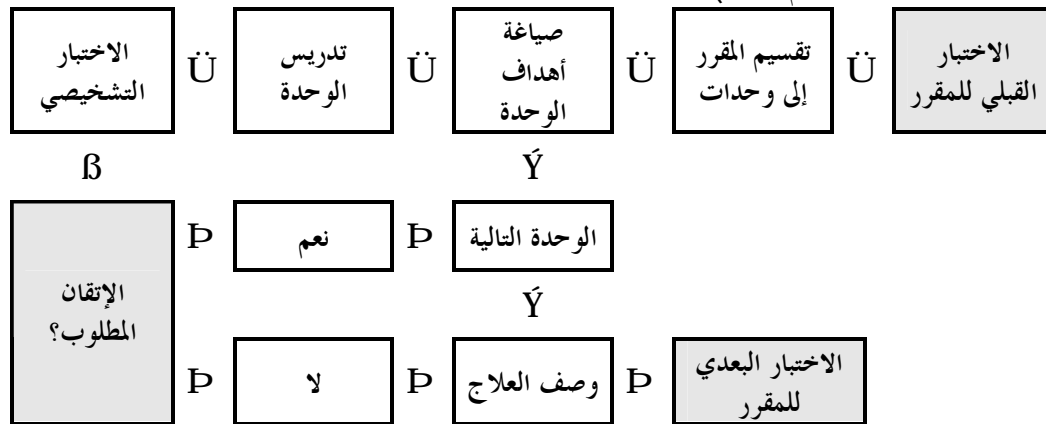 الاختبار
القبلي للمقرر
Ü
تقسيم المقرر
إلى وحدات
Ü
صياغة
أهداف
الوحدة
Ü
تدريس
الوحدة
Ü
الاختبار
التشخيصي
ß
Ý
الإتقان
المطلوب؟
Þ
نعم
Þ
الوحدة التالية
Ý
Þ
لا
Þ
وصف العلاج
Þ
الاختبار البعدي
للمقرر